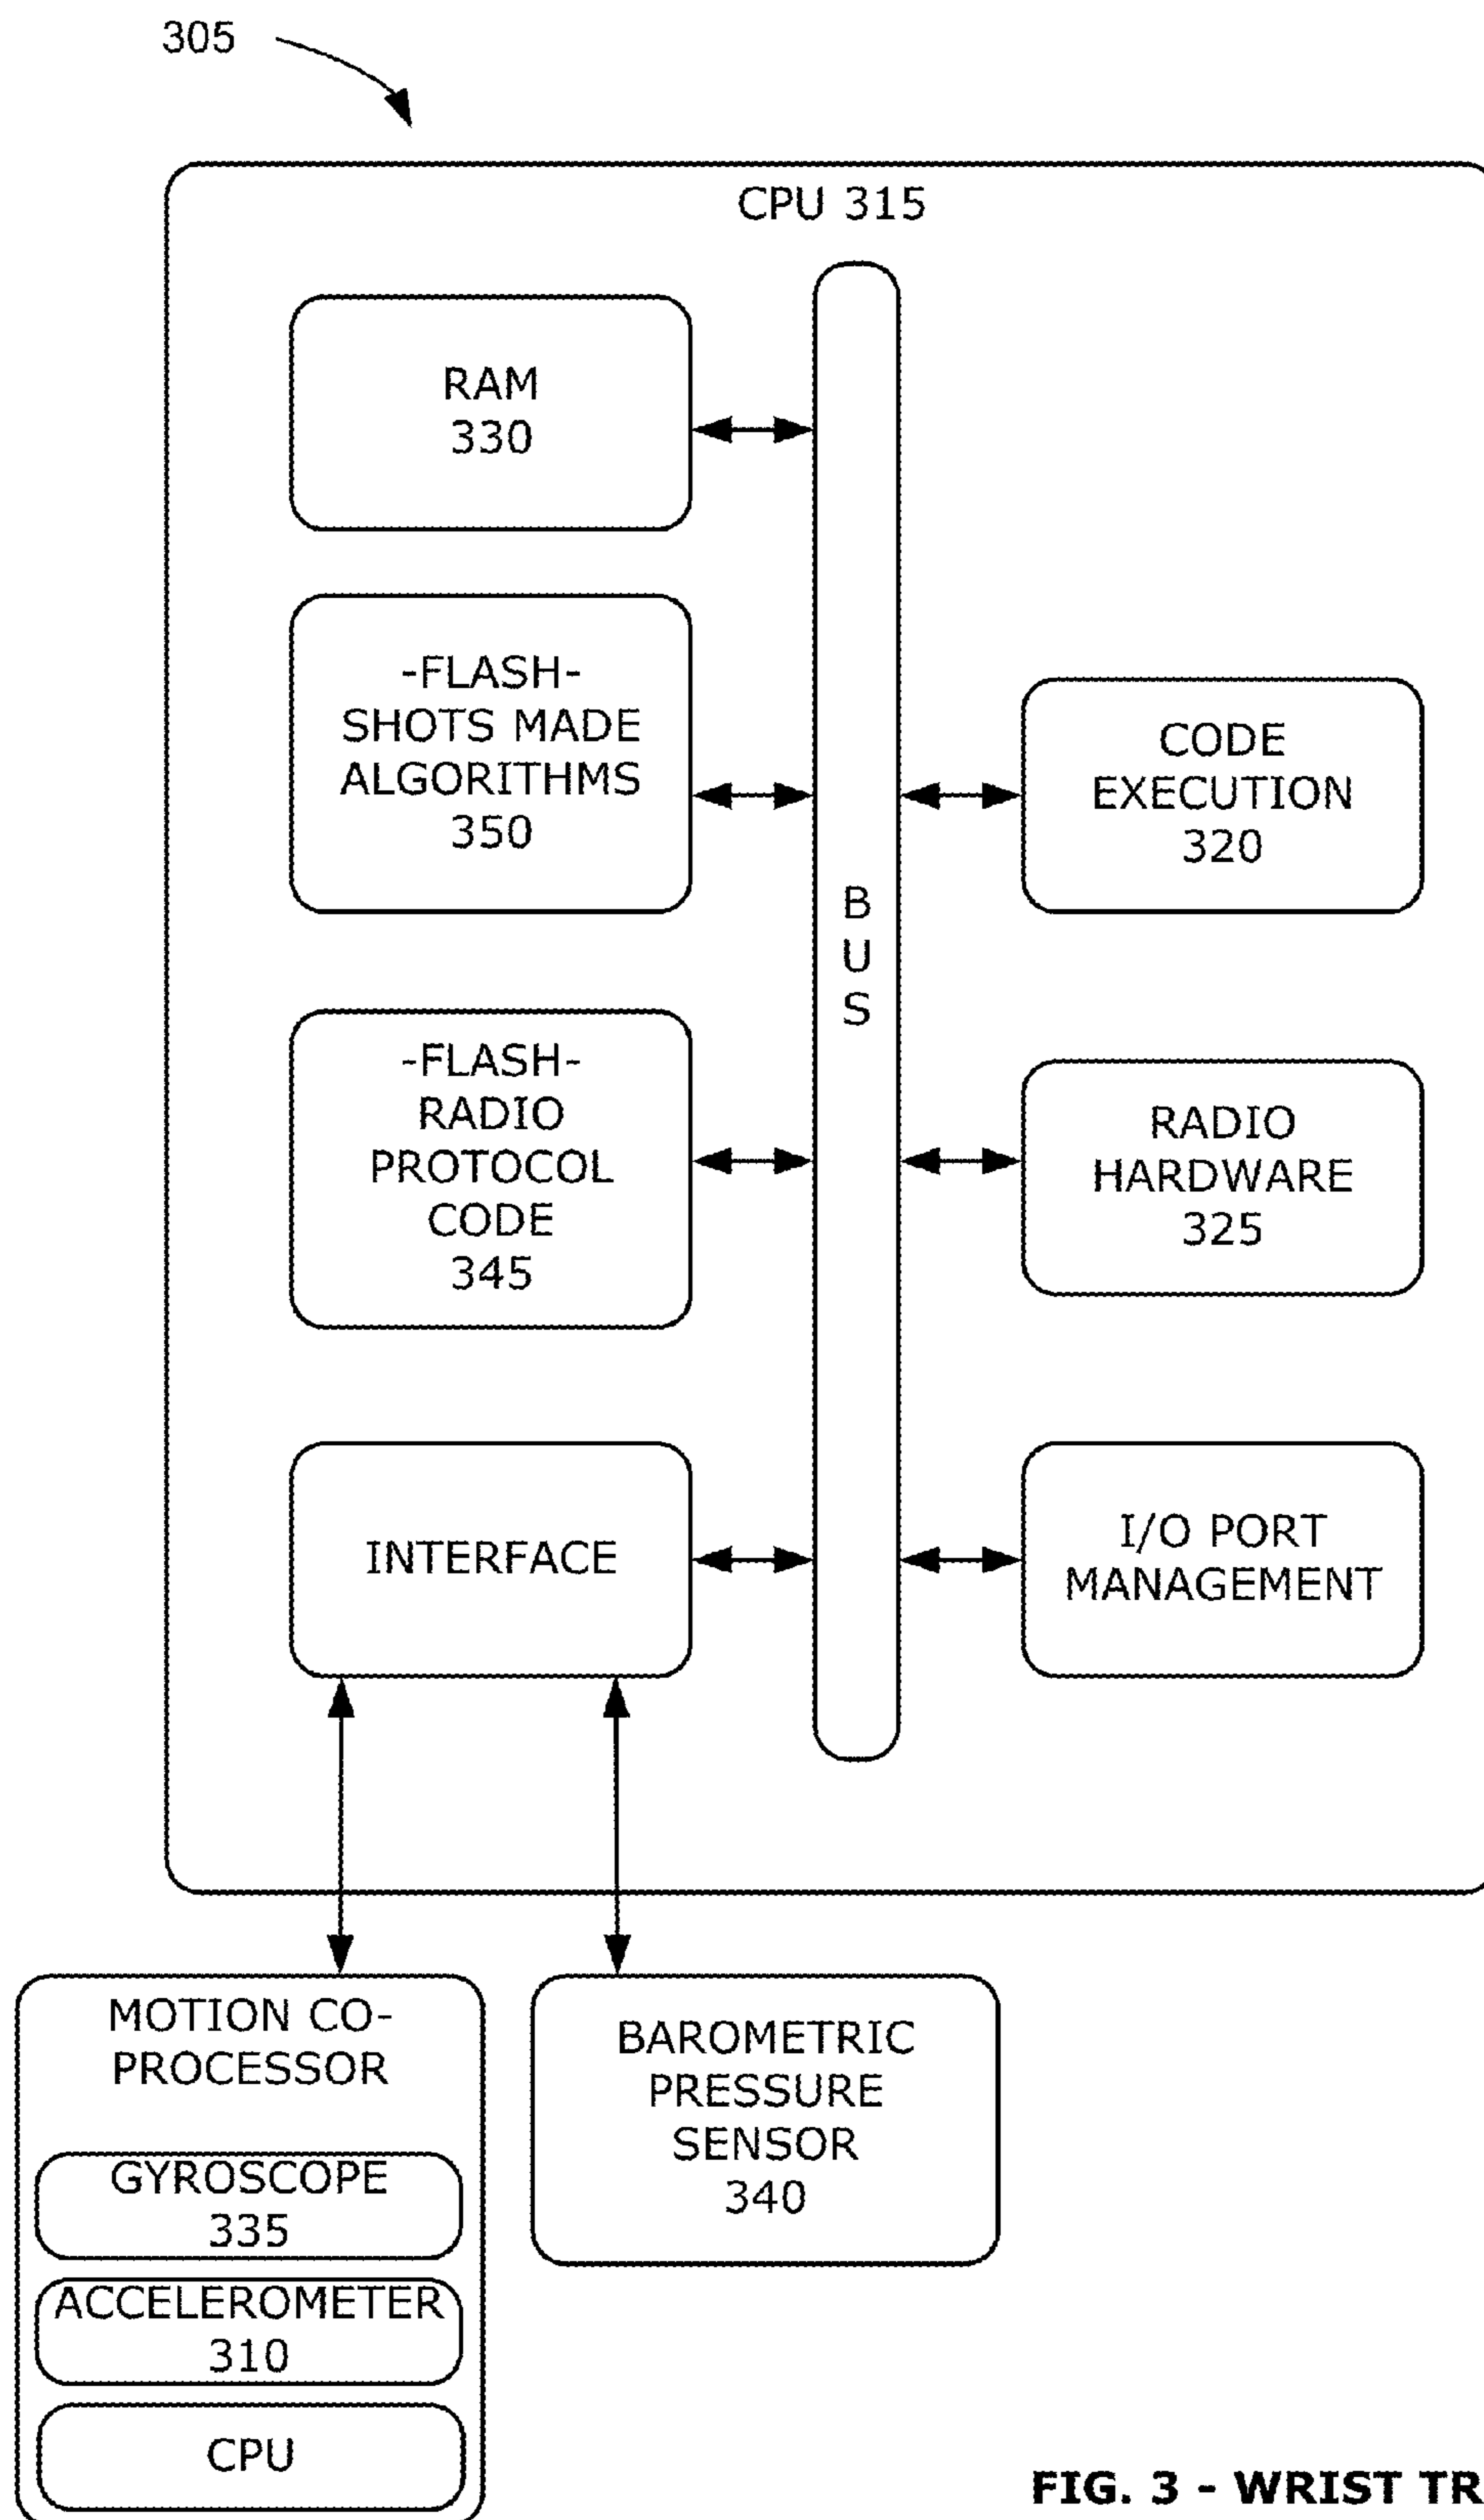 305
CPU 315
RAM
330
-FLASH-
SHOTS MADE
ALGORITHMS
350
-FLASH-
RADIO
PROTOCOL
CODE
345
INTERFACE
B
U
S
CODE
EXECUTION
320
RADIO
HARDWARE
325
I/O PORT
MANAGEMENT
MOTION CO-
PROCESSOR
GYROSCOPE
335
ACCELEROMETER
310
CPU
BAROMETRIC
PRESSURE
SENSOR
340
FIG. 3 - WRIST TR